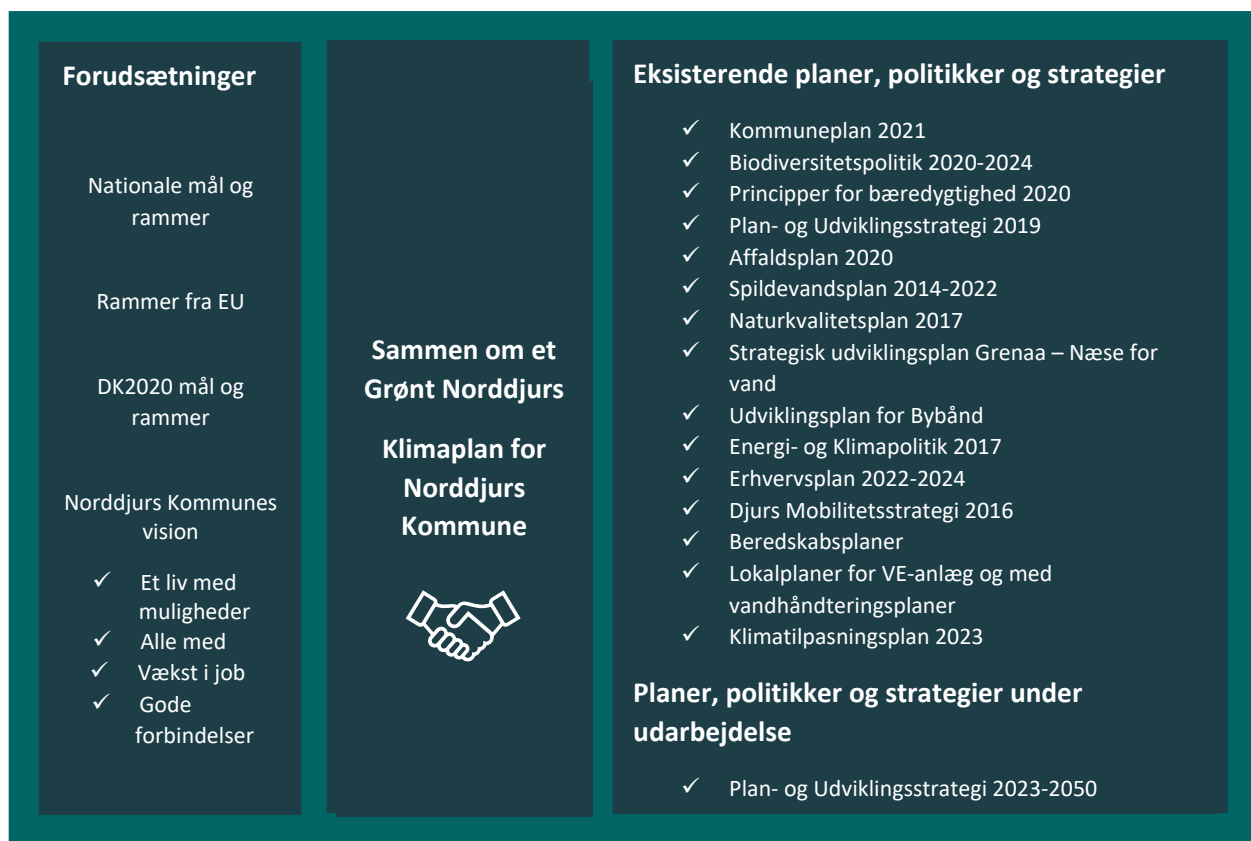 Forudsætninger
Nationale mål og
rammer
Rammer fra EU
DK2020 mål og
rammer
Norddjurs Kommunes
vision
✓ Et liv med
muligheder
✓ Alle med
✓ Vækst i job
✓ Gode
forbindelser
Sammen om et
Grønt Norddjurs
Klimaplan for
Norddjurs
Kommune
Eksisterende planer, politikker og strategier
✓ Kommuneplan 2021
✓ Biodiversitetspolitik 2020-2024
✓ Principper for bæredygtighed 2020
✓ Plan- og Udviklingsstrategi 2019
✓ Affaldsplan 2020
✓ Spildevandsplan 2014-2022
✓ Naturkvalitetsplan 2017
✓ Strategisk udviklingsplan Grenaa – Næse for
vand
✓ Udviklingsplan for Bybånd
✓ Energi- og Klimapolitik 2017
✓ Erhvervsplan 2022-2024
✓ Djurs Mobilitetsstrategi 2016
✓ Beredskabsplaner
✓ Lokalplaner for VE-anlæg og med
vandhåndteringsplaner
✓ Klimatilpasningsplan 2023
Planer, politikker og strategier under
udarbejdelse
✓ Plan- og Udviklingsstrategi 2023-2050